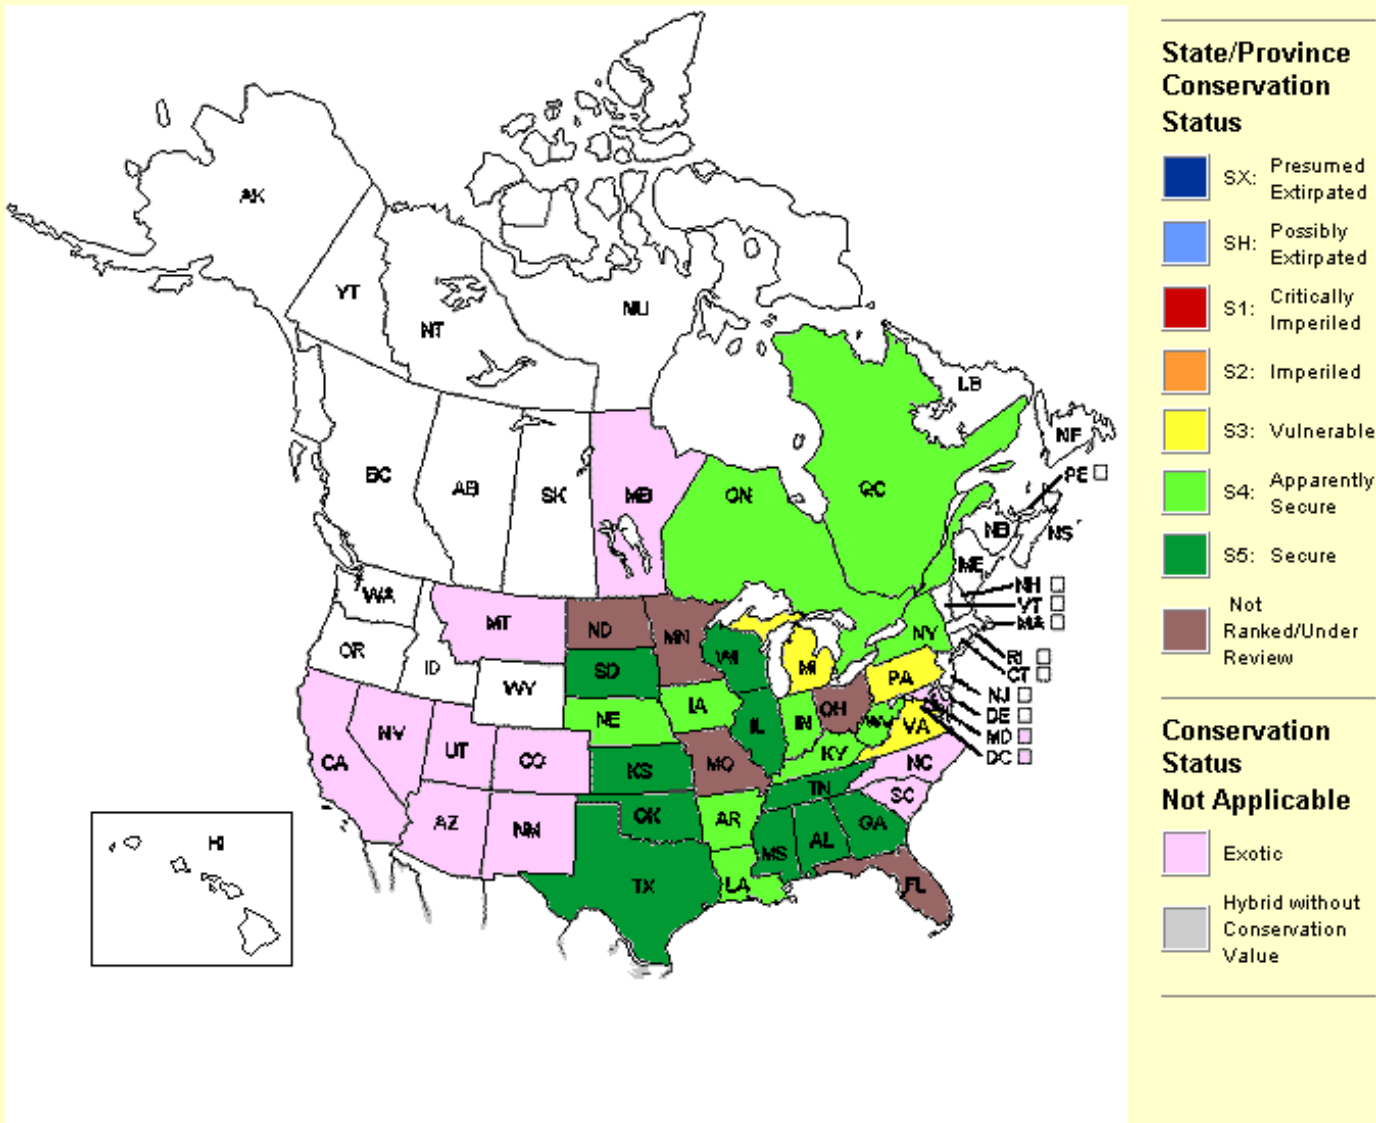 AK
YT
NT
NU
LB
NF
PE
BC
AB
SK
MB
ON
QC
NB
NS
ME
NH
VT
MA
RI
CT
NJ
DE
MD
DC
WA
MT
ND
MN
OR
ID
SD
WI
MI
NY
WY
NE
IA
PA
IL
IN
OH
WV
VA
NV
UT
CO
KS
MO
KY
CA
NC
AZ
NM
OK
AR
TN
SC
HI
TX
LA
MS
AL
GA
FL
State/Province
Conservation
Status
SX: Presumed
Extirpated
SH: Possibly
Extirpated
S1: Critically
Imperiled
S2: Imperiled
S3: Vulnerable
S4: Apparently
Secure
S5: Secure
Not
Ranked/Under
Review
Conservation
Status
Not Applicable
Exotic
Hybrid without
Conservation
Value